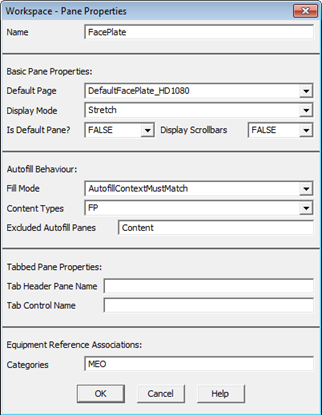 Workspace - Pane Properties
Name FacePlate
Basic Pane Properties:
Default Page DefaultFacePlate_HD1080
Display Mode Stretch
Is Default Pane? FALSE Display Scrollbars FALSE
Autofill Behaviour:
Fill Mode AutofillContextMustMatch
Content Types FP
Excluded Autofill Panes Content
Tabbed Pane Properties:
Tab Header Pane Name
Tab Control Name
Equipment Reference Associations:
Categories MEO
OK Cancel Help